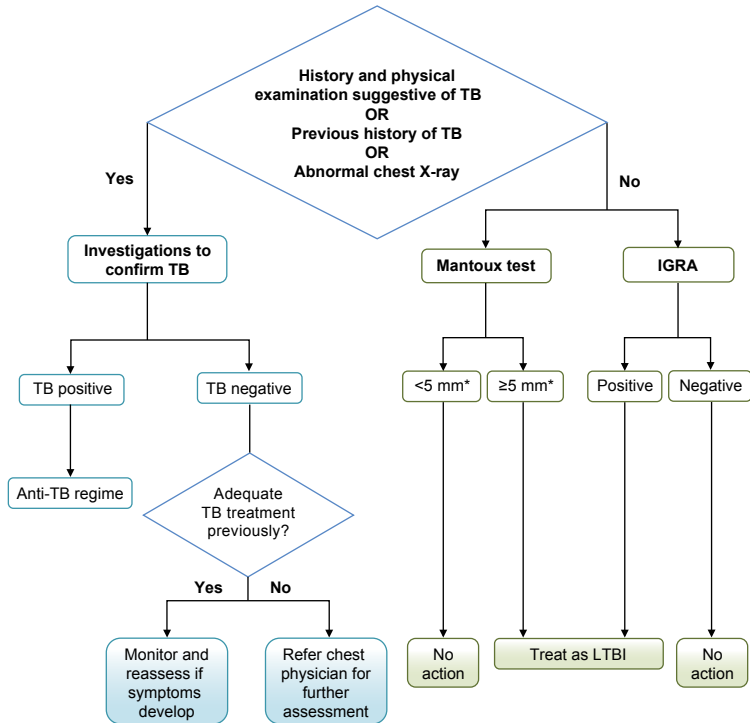 History and physical
examination suggestive of TB
OR
Previous history of TB
OR
Abnormal chest X-ray
Yes
No
Investigations to
confirm TB
Mantoux test
IGRA
TB positive
TB negative
<5 mm*
≥5 mm*
Positive
Negative
Anti-TB regime
Adequate
TB treatment
previously?
Yes
No
Monitor and
reassess if
symptoms
develop
Refer chest
physician for
further
assessment
No
action
Treat as LTBI
No
action